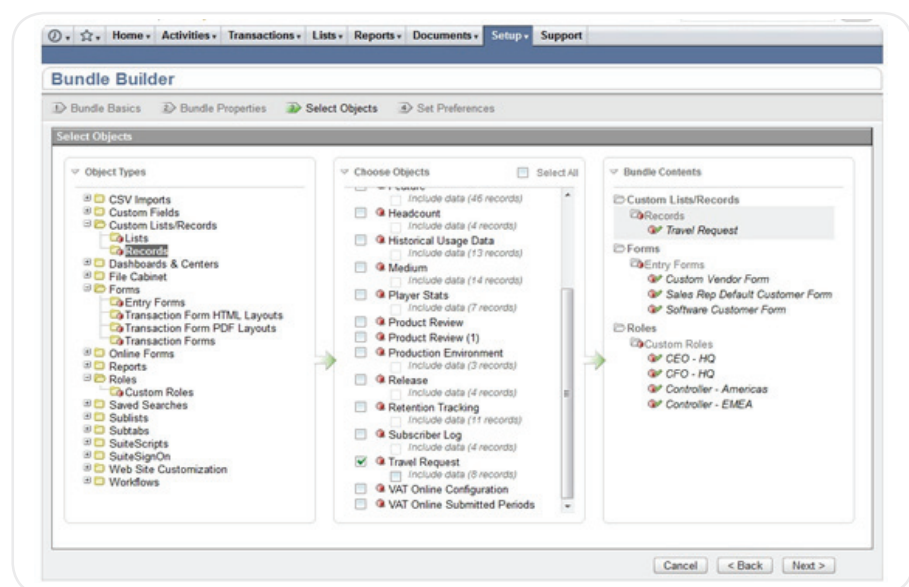 Home Activities Transactions Lists Reports Documents Setup Support
Bundle Builder
1 Bundle Basics 2 Bundle Properties 3 Select Objects 4 Set Preferences
Select Objects
Object Types
CSV Imports
Custom Fields
Custom Lists/Records
Lists
Records
Dashboards & Centers
File Cabinet
Forms
Entry Forms
Transaction Form HTML Layouts
Transaction Form PDF Layouts
Transaction Forms
Online Forms
Reports
Roles
Custom Roles
Saved Searches
Sublists
Subtabs
SuiteScripts
SuiteSignOn
Web Site Customization
Workflows
Choose Objects Select All
Feature
Include data (46 records)
Headcount
Include data (4 records)
Historical Usage Data
Include data (13 records)
Medium
Include data (14 records)
Player Stats
Include data (7 records)
Product Review
Product Review (1)
Production Environment
Include data (3 records)
Release
Include data (4 records)
Retention Tracking
Include data (11 records)
Subscriber Log
Include data (4 records)
Travel Request
Include data (8 records)
VAT Online Configuration
VAT Online Submitted Periods
Bundle Contents
Custom Lists/Records
Records
Travel Request
Forms
Entry Forms
Custom Vendor Form
Sales Rep Default Customer Form
Software Customer Form
Roles
Custom Roles
CEO - HQ
CFO - HQ
Controller - Americas
Controller - EMEA
Cancel < Back Next >